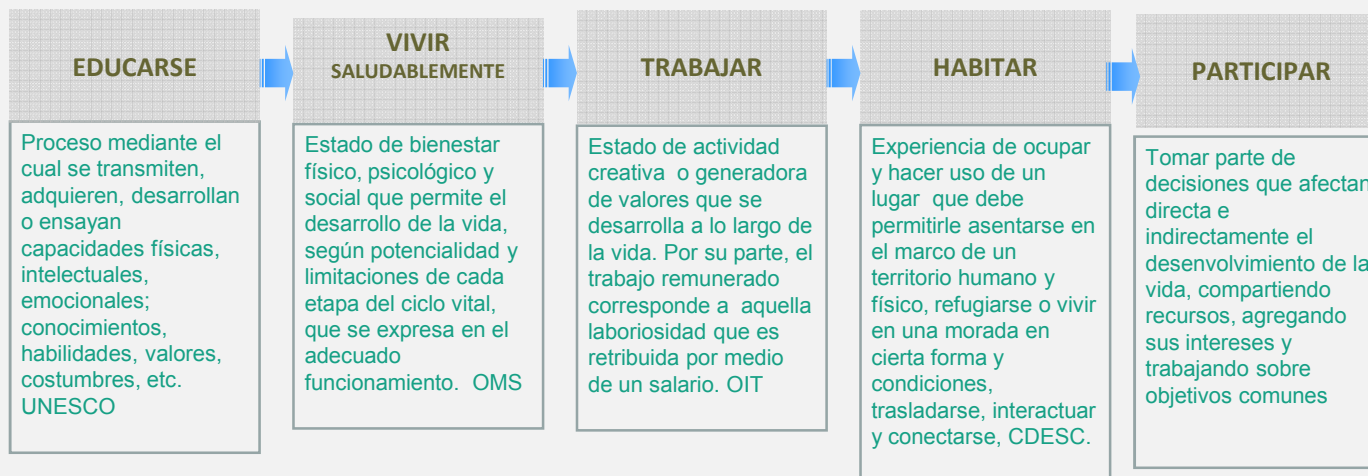 EDUCARSE
Proceso mediante el
cual se transmiten,
adquieren, desarrollan
o ensayan
capacidades físicas,
intelectuales,
emocionales;
conocimientos,
habilidades, valores,
costumbres, etc.
UNESCO
VIVIR
SALUDABLEMENTE
Estado de bienestar
físico, psicológico y
social que permite el
desarrollo de la vida,
según potencialidad y
limitaciones de cada
etapa del ciclo vital,
que se expresa en el
adecuado
funcionamiento. OMS
TRABAJAR
Estado de actividad
creativa o generadora
de valores que se
desarrolla a lo largo de
la vida. Por su parte, el
trabajo remunerado
corresponde a aquella
laboriosidad que es
retribuida por medio
de un salario. OIT
HABITAR
Experiencia de ocupar
y hacer uso de un
lugar que debe
permitirle asentarse en
el marco de un
territorio humano y
físico, refugiarse o vivir
en una morada en
cierta forma y
condiciones,
trasladarse, interactuar
y conectarse, CDESC.
PARTICIPAR
Tomar parte de
decisiones que afectan
directa e
indirectamente el
desenvolvimiento de la
vida, compartiendo
recursos, agregando
sus intereses y
trabajando sobre
objetivos comunes